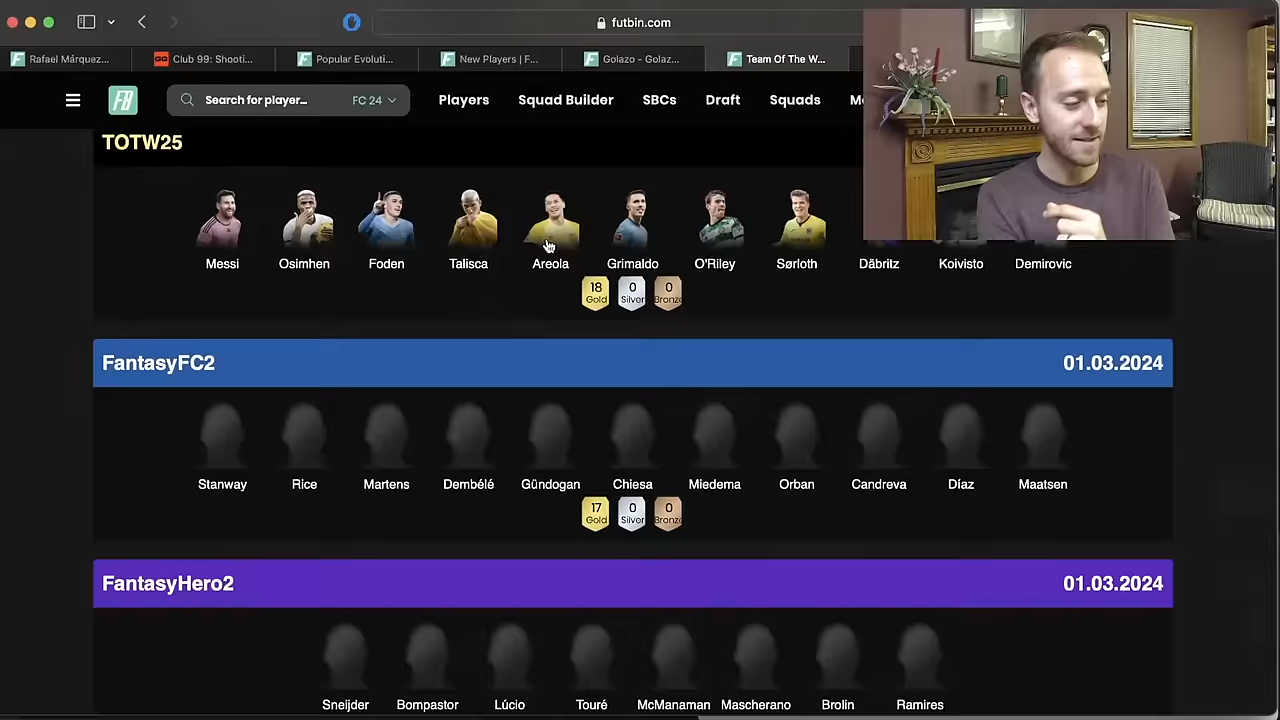 futbin.com
Rafael Márquez...
Club 99: Shooti...
Popular Evoluti...
New Players | F...
Golazo - Golaz...
Team Of The W...
FB
Search for player...
FC 24
Players
Squad Builder
SBCs
Draft
Squads
TOTW25
Messi
Osimhen
Foden
Talisca
Areola
Grimaldo
O'Riley
Sørloth
Däbritz
Koivisto
Demirovic
18 Gold
0 Silver
0 Bronze
FantasyFC2
01.03.2024
Stanway
Rice
Martens
Dembélé
Gündogan
Chiesa
Miedema
Orban
Candreva
Díaz
Maatsen
17 Gold
0 Silver
0 Bronze
FantasyHero2
01.03.2024
Sneijder
Bompastor
Lúcio
Touré
McManaman
Mascherano
Brolin
Ramires